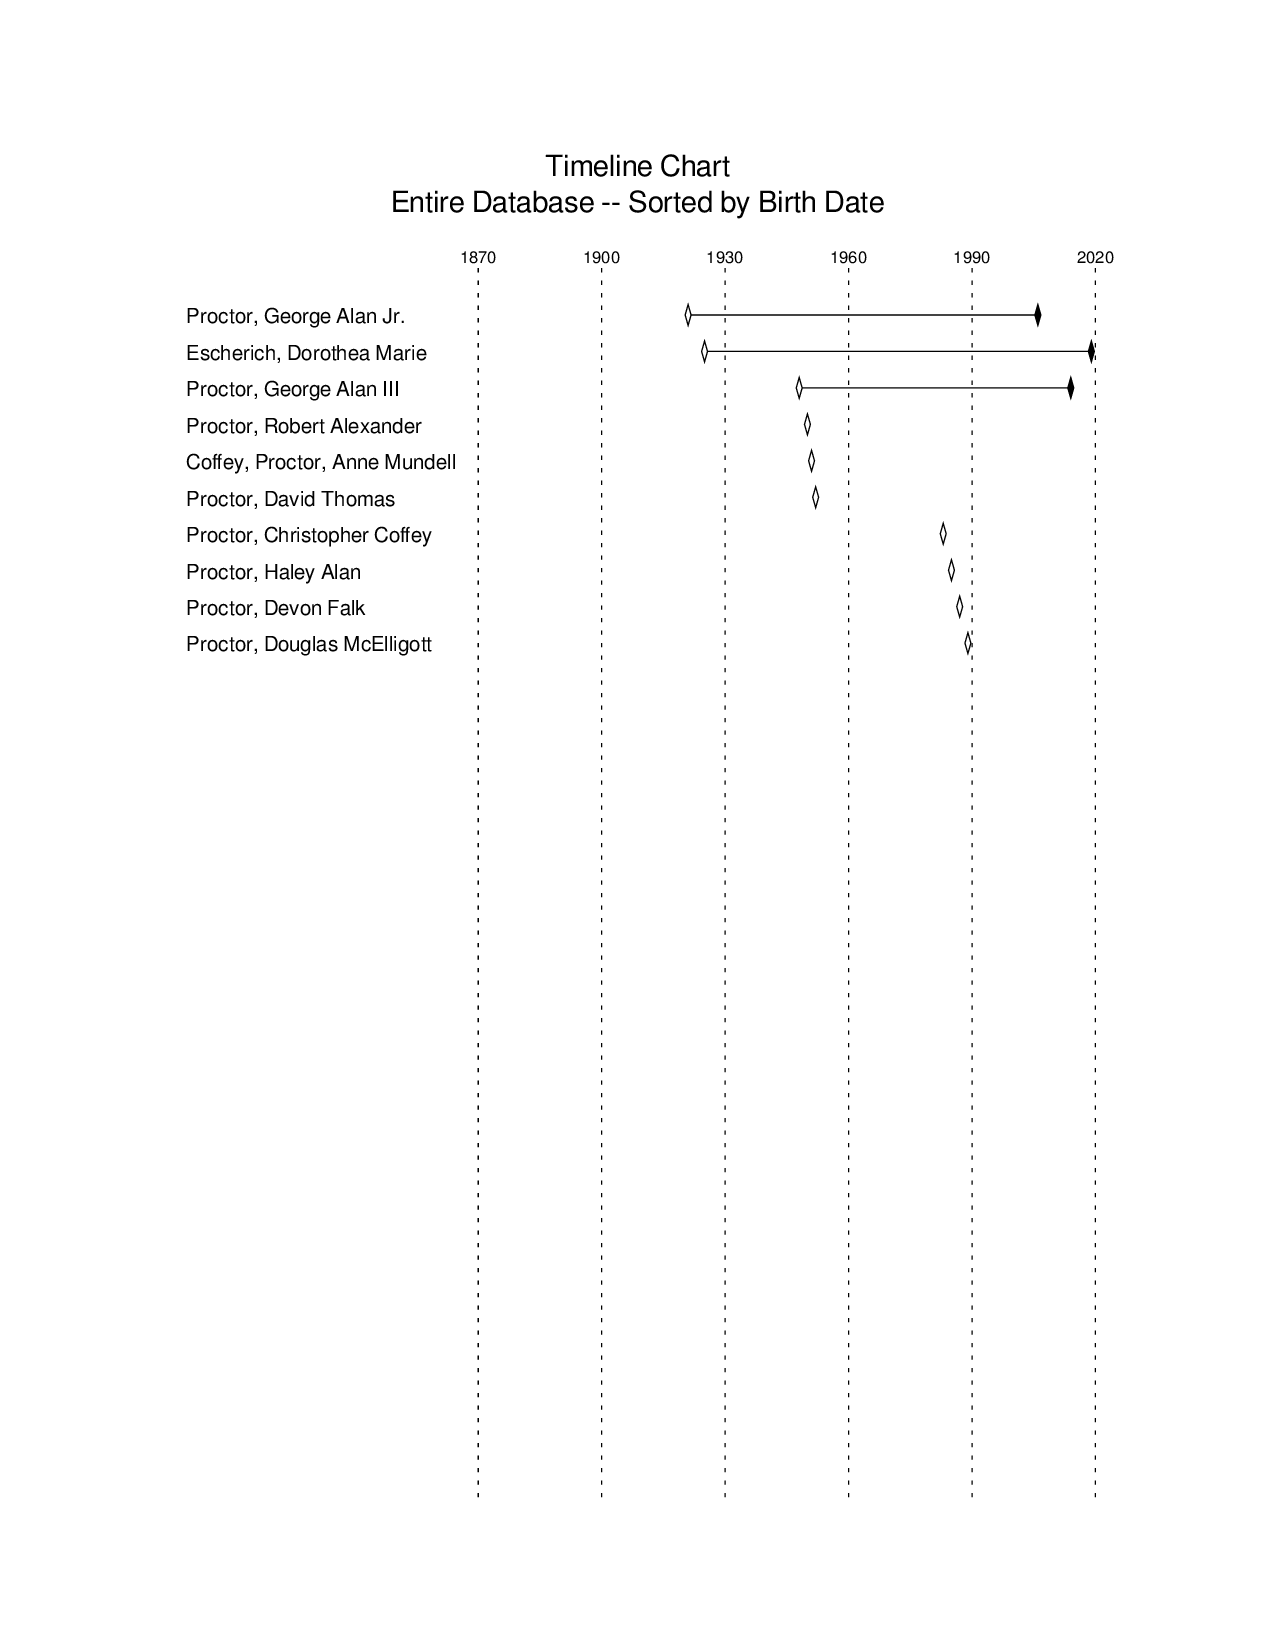 Timeline Chart
Entire Database -- Sorted by Birth Date
1870 1900 1930 1960 1990 2020
Proctor, George Alan Jr.
Escherich, Dorothea Marie
Proctor, George Alan III
Proctor, Robert Alexander
Coffey, Proctor, Anne Mundell
Proctor, David Thomas
Proctor, Christopher Coffey
Proctor, Haley Alan
Proctor, Devon Falk
Proctor, Douglas McElligott